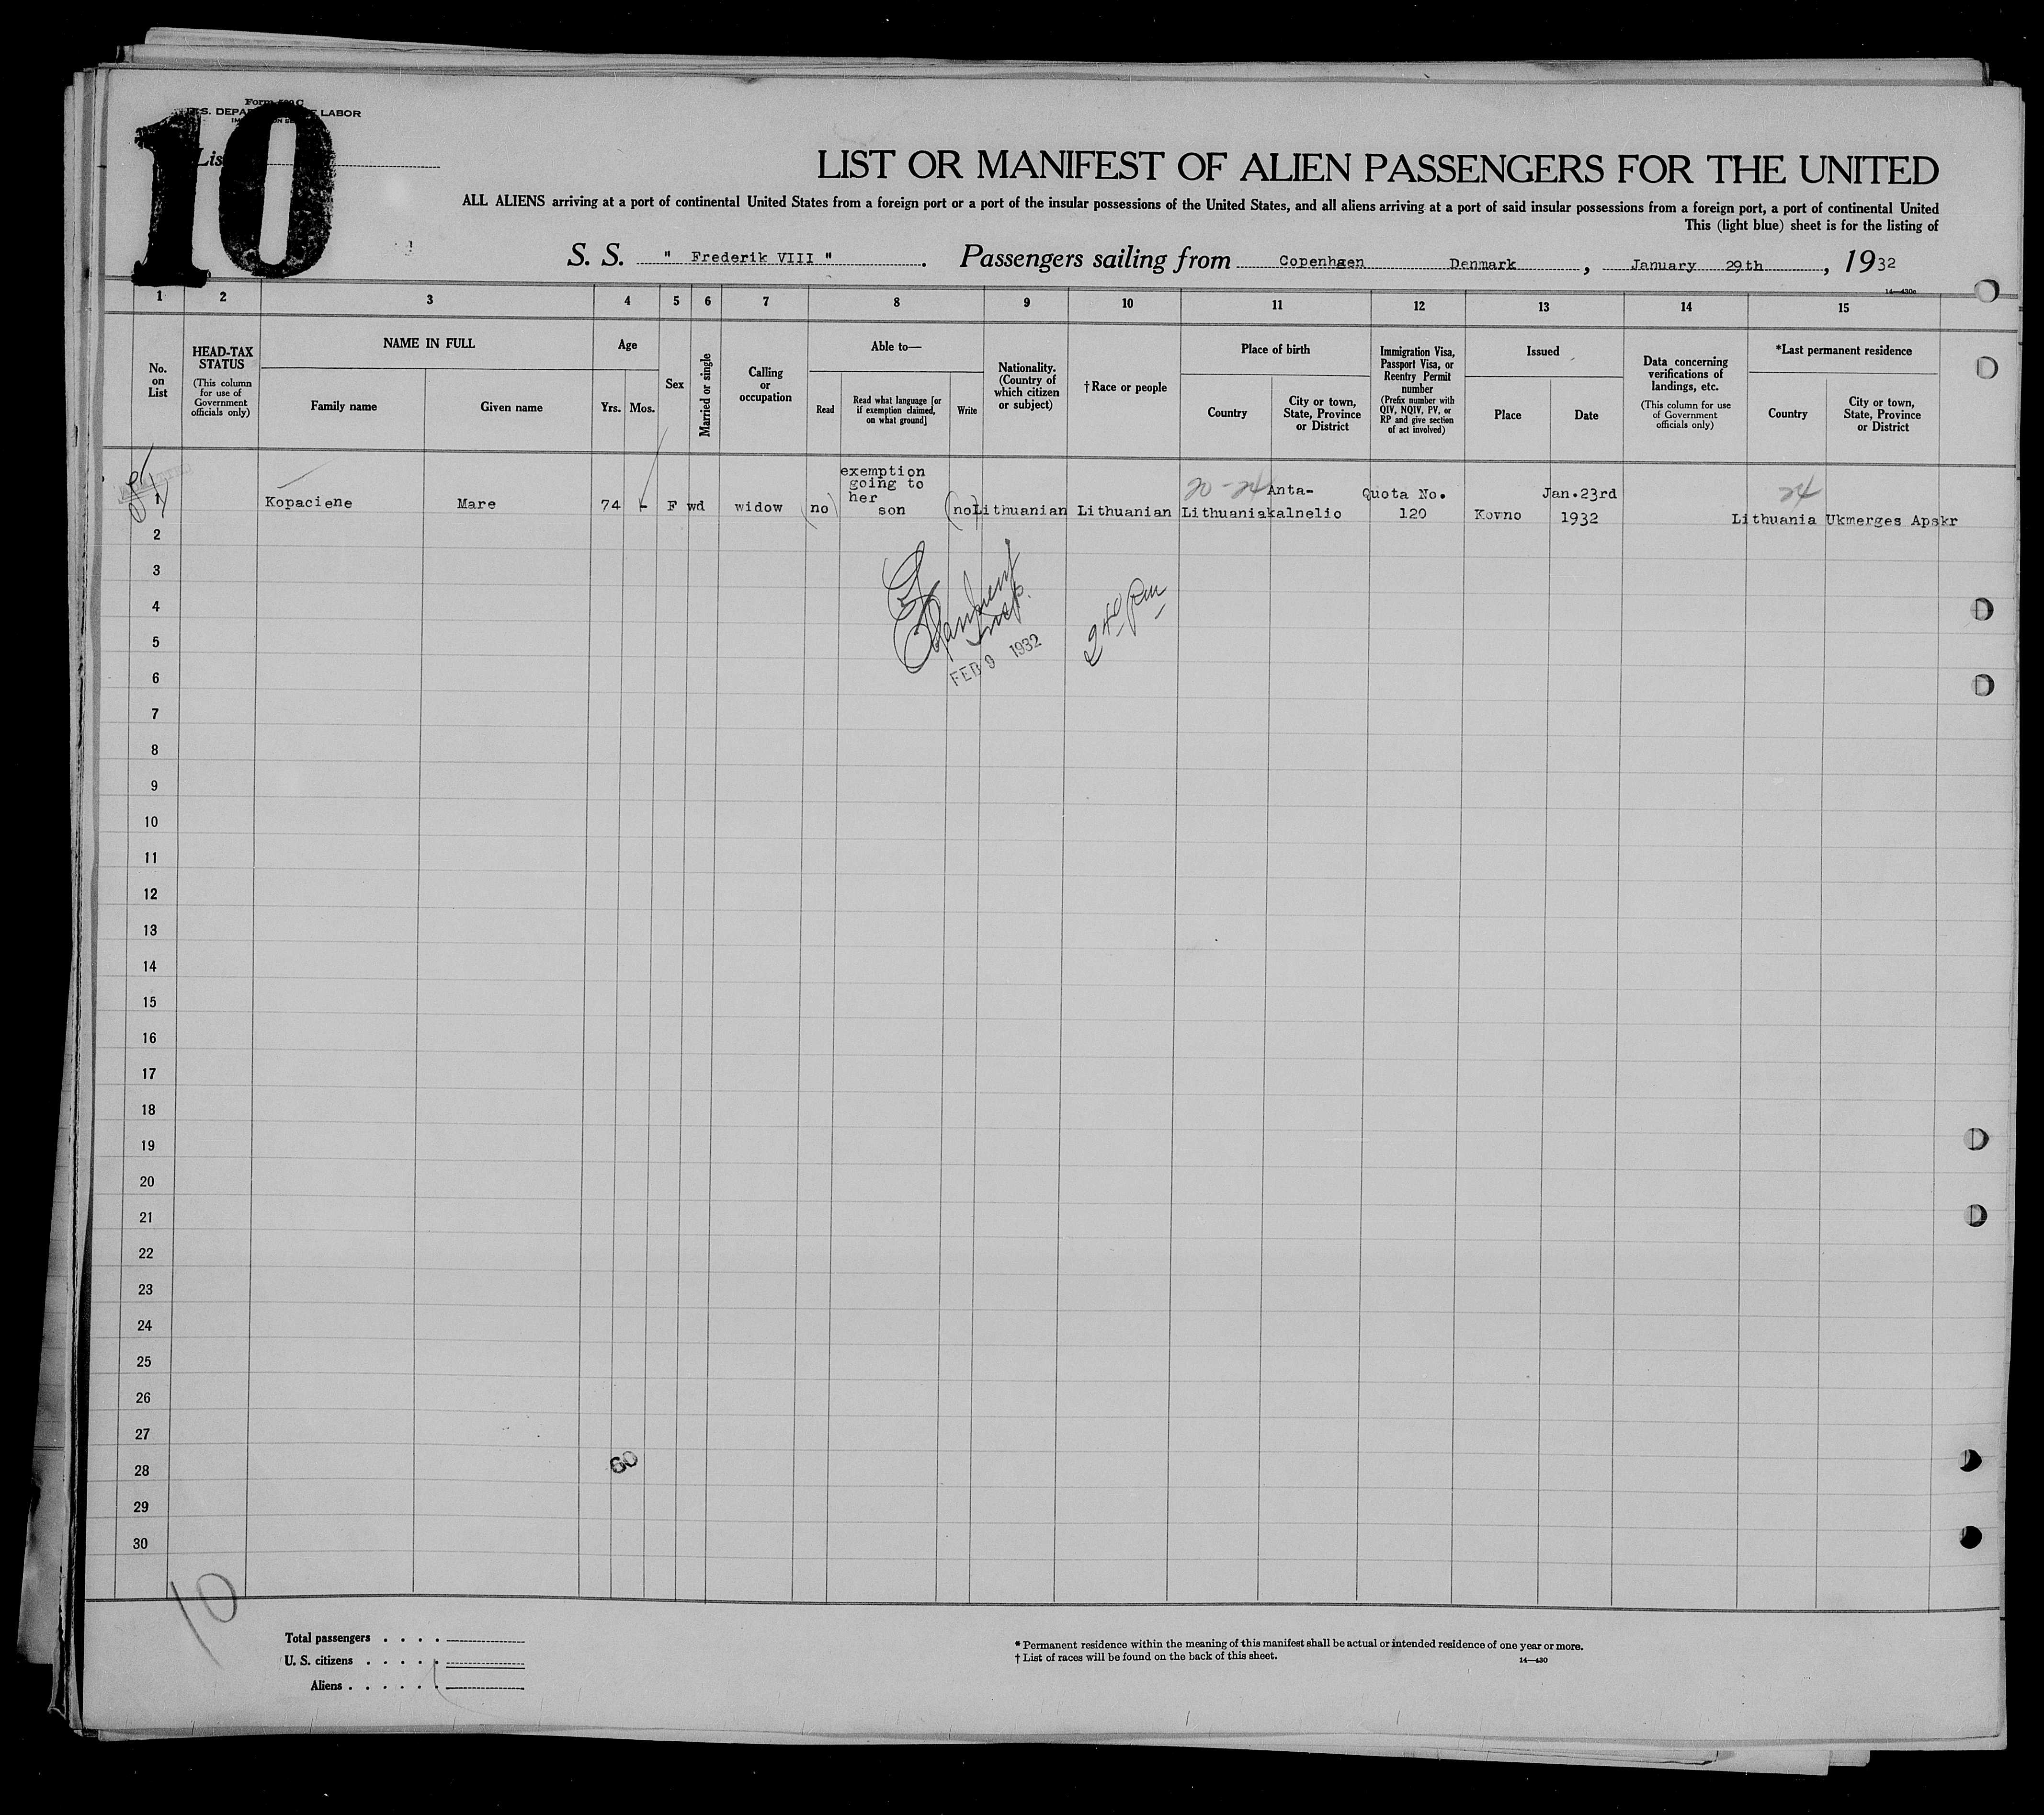 10
Form 500 C
U. S. DEPARTMENT OF LABOR
List
LIST OR MANIFEST OF ALIEN PASSENGERS FOR THE UNITED
ALL ALIENS arriving at a port of continental United States from a foreign port or a port of the insular possessions of the United States, and all aliens arriving at a port of said insular possessions from a foreign port, a port of continental United
This (light blue) sheet is for the listing of
S. S. " Frederik VIII ". Passengers sailing from Copenhgen Denmark, January 29th, 1932
14—430c
1 2 3 4 5 6 7 8 9 10 11 12 13 14 15
No. on List
HEAD-TAX STATUS
(This column for use of Government officials only)
NAME IN FULL
Family name
Given name
Age
Yrs. Mos.
Sex
Married or single
Calling or occupation
Able to—
Read
Read what language [or if exemption claimed, on what ground]
Write
Nationality. (Country of which citizen or subject)
† Race or people
Place of birth
Country
City or town, State, Province or District
Immigration Visa, Passport Visa, or Reentry Permit number
(Prefix number with QIV, NQIV, PV, or RP and give section of act involved)
Issued
Place
Date
Data concerning verifications of landings, etc.
(This column for use of Government officials only)
*Last permanent residence
Country
City or town, State, Province or District
exemption
going to
her
son
20-24
Anta-
Quota No.
Jan.23rd
24
1 Kopaciene Mare 74 - F wd widow (no) (no) Lithuanian Lithuanian Lithuania kalnelio 120 Kovno 1932 Lithuania Ukmerges Apskr
2
3
4
5
FEB 9 1932
6
7
8
9
10
11
12
13
14
15
16
17
18
19
20
21
22
23
24
25
26
27
28
60
29
30
10
Total passengers . . . .
U. S. citizens . . . . .
Aliens . . . . . .
* Permanent residence within the meaning of this manifest shall be actual or intended residence of one year or more.
† List of races will be found on the back of this sheet.
14—430